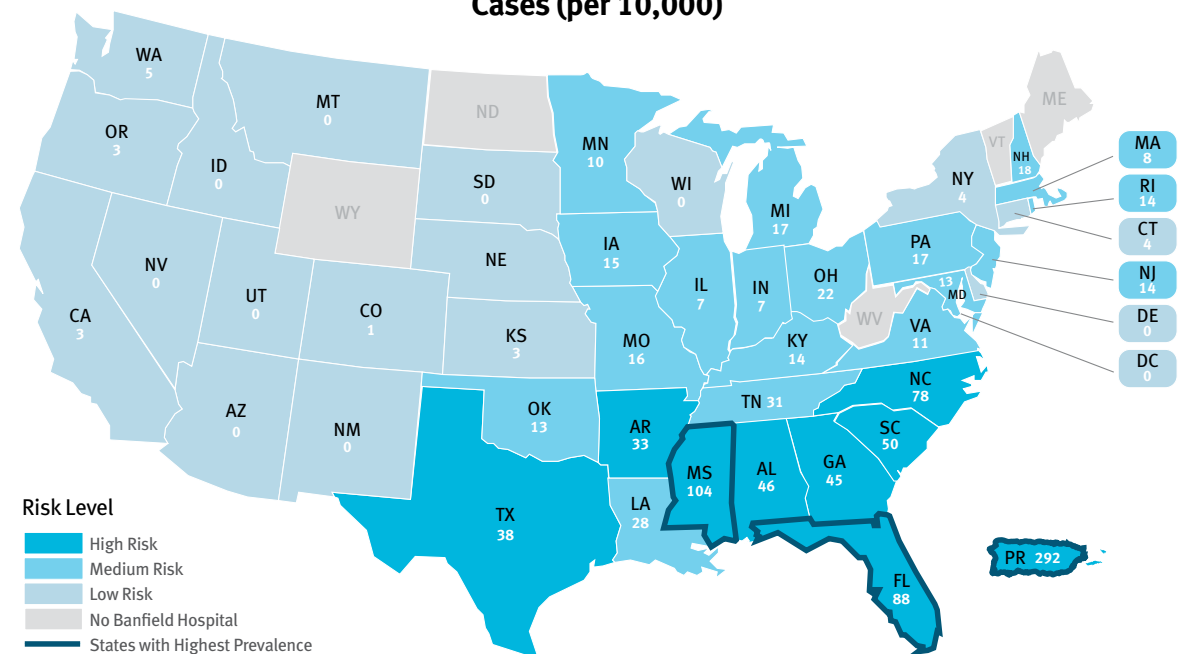 Cases (per 10,000)
WA
5
OR
3
ID
0
MT
0
ND
WY
SD
0
NE
NV
0
UT
0
CO
1
CA
3
KS
3
AZ
0
NM
0
OK
13
TX
38
MN
10
WI
0
MI
17
IA
15
IL
7
IN
7
OH
22
MO
16
KY
14
WV
VA
11
PA
17
NY
4
VT
NH
18
ME
13
MD
TN 31
NC
78
SC
50
AR
33
LA
28
MS
104
AL
46
GA
45
FL
88
PR 292
MA
8
RI
14
CT
4
NJ
14
DE
0
DC
0
Risk Level
High Risk
Medium Risk
Low Risk
No Banfield Hospital
States with Highest Prevalence